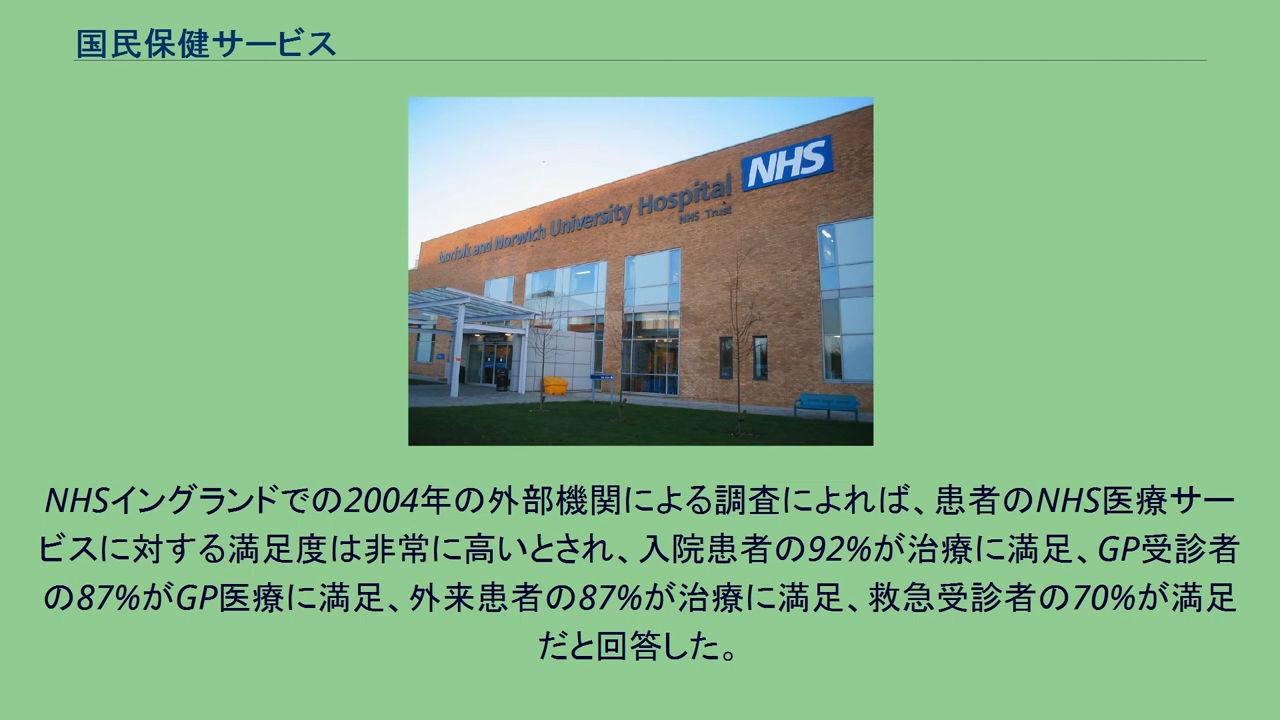 国民保健サービス
NHS
Norfolk and Norwich University Hospital
NHS Trust
NHSイングランドでの2004年の外部機関による調査によれば、患者のNHS医療サー
ビスに対する満足度は非常に高いとされ、入院患者の92%が治療に満足、GP受診者
の87%がGP医療に満足、外来患者の87%が治療に満足、救急受診者の70%が満足
だと回答した。